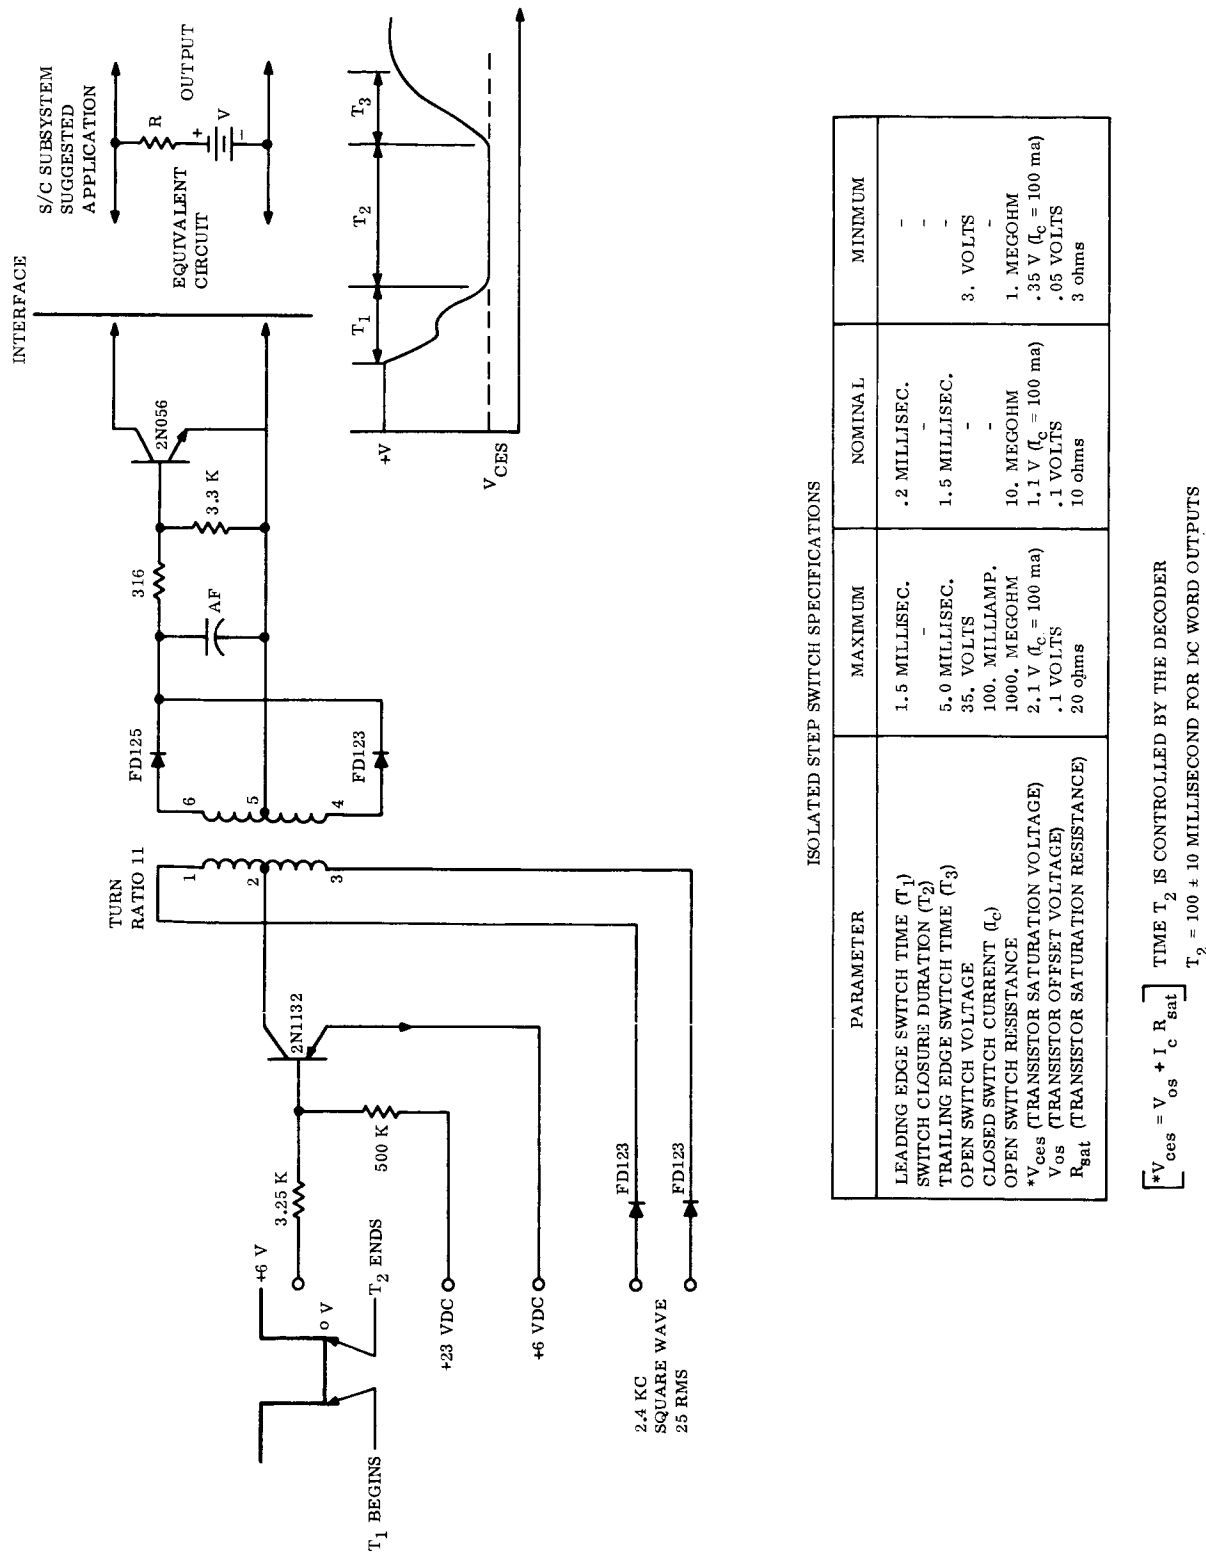 INTERFACE
S/C SUBSYSTEM
SUGGESTED
APPLICATION
EQUIVALENT
CIRCUIT
R
+
V
-
OUTPUT
TURN
RATIO 11
1
2
3
6
5
4
FD125
FD123
316
AF
3.3 K
2N056
2N1132
3.25 K
500 K
+6 V
o V
T1 BEGINS
T2 ENDS
+23 VDC
+6 VDC
2.4 KC
SQUARE WAVE
25 RMS
FD123
FD123
+V
VCES
T1
T2
T3
ISOLATED STEP SWITCH SPECIFICATIONS
PARAMETER MAXIMUM NOMINAL MINIMUM
LEADING EDGE SWITCH TIME (T1) 1.5 MILLISEC. .2 MILLISEC. -
SWITCH CLOSURE DURATION (T2) - - -
TRAILING EDGE SWITCH TIME (T3) 5.0 MILLISEC. 1.5 MILLISEC. -
OPEN SWITCH VOLTAGE 35. VOLTS - 3. VOLTS
CLOSED SWITCH CURRENT (Ic) 100. MILLIAMP. - -
OPEN SWITCH RESISTANCE 1000. MEGOHM 10. MEGOHM 1. MEGOHM
*Vces (TRANSISTOR SATURATION VOLTAGE) 2.1 V (Ic = 100 ma) 1.1 V (Ic = 100 ma) .35 V (Ic = 100 ma)
Vos (TRANSISTOR OFFSET VOLTAGE) .1 VOLTS .1 VOLTS .05 VOLTS
Rsat (TRANSISTOR SATURATION RESISTANCE) 20 ohms 10 ohms 3 ohms
[*Vces = Vos + Ic Rsat] TIME T2 IS CONTROLLED BY THE DECODER
T2 = 100 ± 10 MILLISECOND FOR DC WORD OUTPUTS